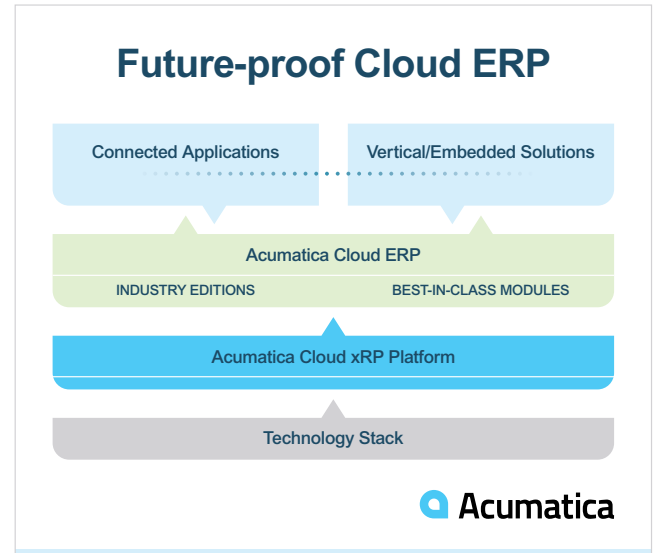 Future-proof Cloud ERP
Connected Applications
Vertical/Embedded Solutions
Acumatica Cloud ERP
INDUSTRY EDITIONS
BEST-IN-CLASS MODULES
Acumatica Cloud xRP Platform
Technology Stack
Acumatica